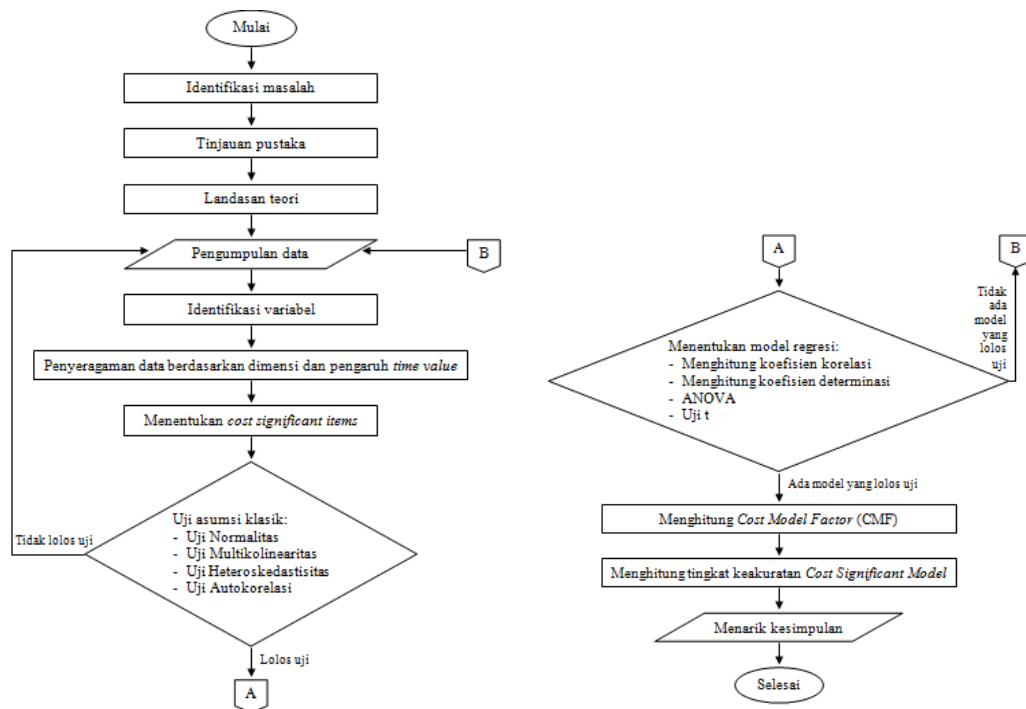 Mulai
Identifikasi masalah
Tinjauan pustaka
Landasan teori
Pengumpulan data
B
Identifikasi variabel
Penyeragaman data berdasarkan dimensi dan pengaruh time value
Menentukan cost significant items
Uji asumsi klasik:
- Uji Normalitas
- Uji Multikolinearitas
- Uji Heteroskedastisitas
- Uji Autokorelasi
Tidak lolos uji
Lolos uji
A
A
B
Tidak
ada
model
yang
lolos
uji
Menentukan model regresi:
- Menghitung koefisien korelasi
- Menghitung koefisien determinasi
- ANOVA
- Uji t
Ada model yang lolos uji
Menghitung Cost Model Factor (CMF)
Menghitung tingkat keakuratan Cost Significant Model
Menarik kesimpulan
Selesai